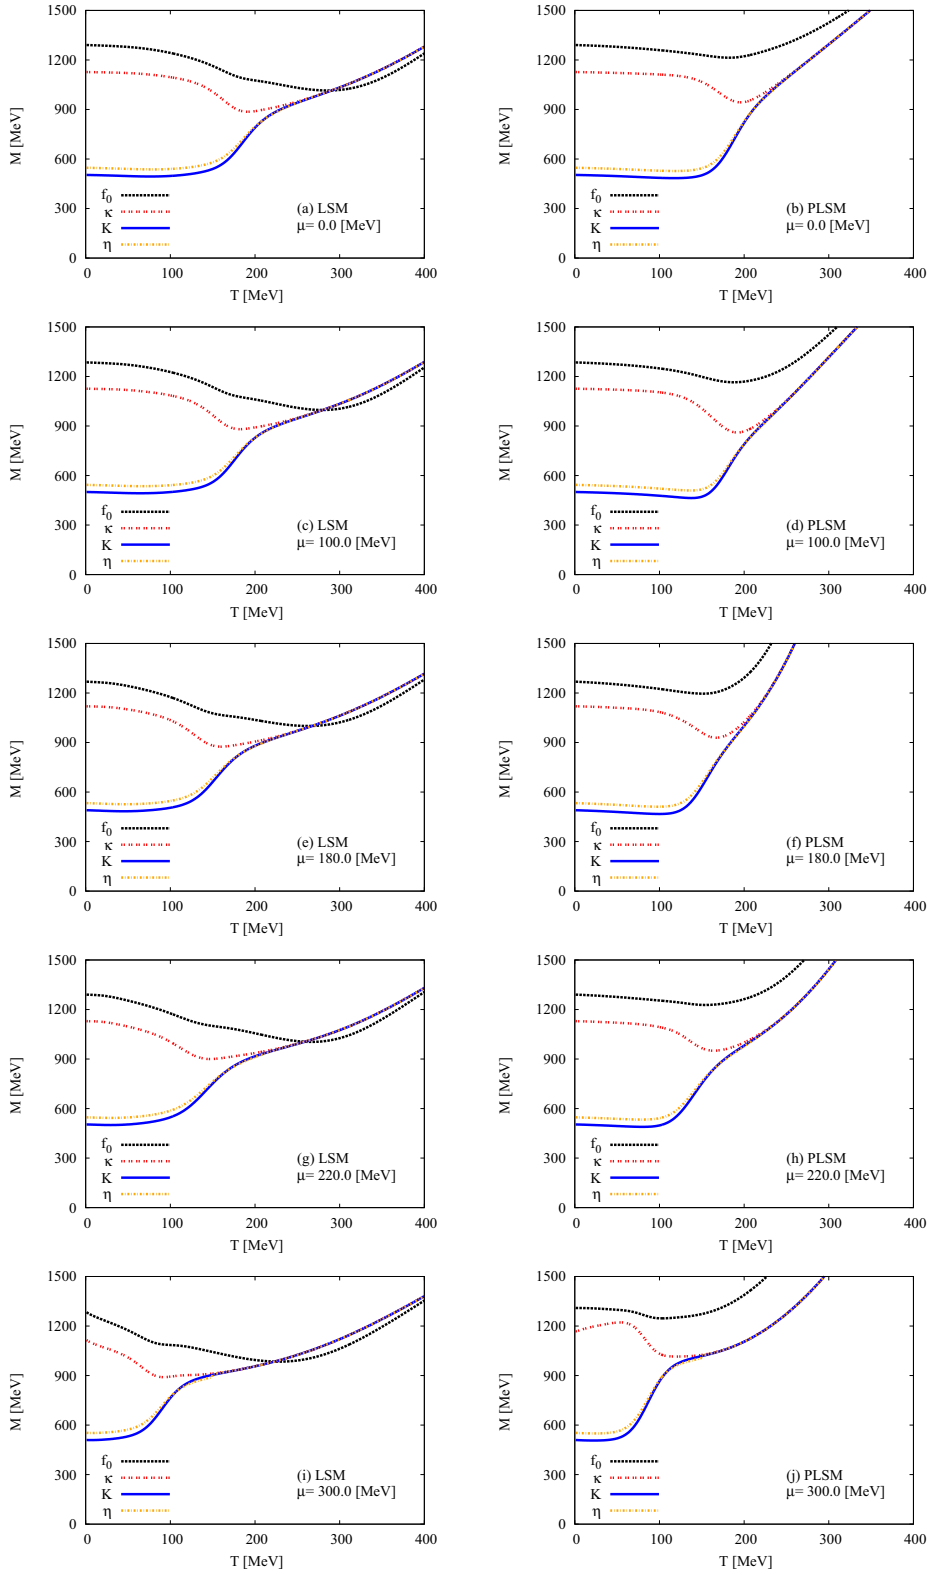 1500
1200
900
600
300
0
M [MeV]
f0
κ
K
η
(a) LSM
μ= 0.0 [MeV]
0 100 200 300 400
T [MeV]
1500
1200
900
600
300
0
M [MeV]
f0
κ
K
η
(b) PLSM
μ= 0.0 [MeV]
0 100 200 300 400
T [MeV]
1500
1200
900
600
300
0
M [MeV]
f0
κ
K
η
(c) LSM
μ= 100.0 [MeV]
0 100 200 300 400
T [MeV]
1500
1200
900
600
300
0
M [MeV]
f0
κ
K
η
(d) PLSM
μ= 100.0 [MeV]
0 100 200 300 400
T [MeV]
1500
1200
900
600
300
0
M [MeV]
f0
κ
K
η
(e) LSM
μ= 180.0 [MeV]
0 100 200 300 400
T [MeV]
1500
1200
900
600
300
0
M [MeV]
f0
κ
K
η
(f) PLSM
μ= 180.0 [MeV]
0 100 200 300 400
T [MeV]
1500
1200
900
600
300
0
M [MeV]
f0
κ
K
η
(g) LSM
μ= 220.0 [MeV]
0 100 200 300 400
T [MeV]
1500
1200
900
600
300
0
M [MeV]
f0
κ
K
η
(h) PLSM
μ= 220.0 [MeV]
0 100 200 300 400
T [MeV]
1500
1200
900
600
300
0
M [MeV]
f0
κ
K
η
(i) LSM
μ= 300.0 [MeV]
0 100 200 300 400
T [MeV]
1500
1200
900
600
300
0
M [MeV]
f0
κ
K
η
(j) PLSM
μ= 300.0 [MeV]
0 100 200 300 400
T [MeV]